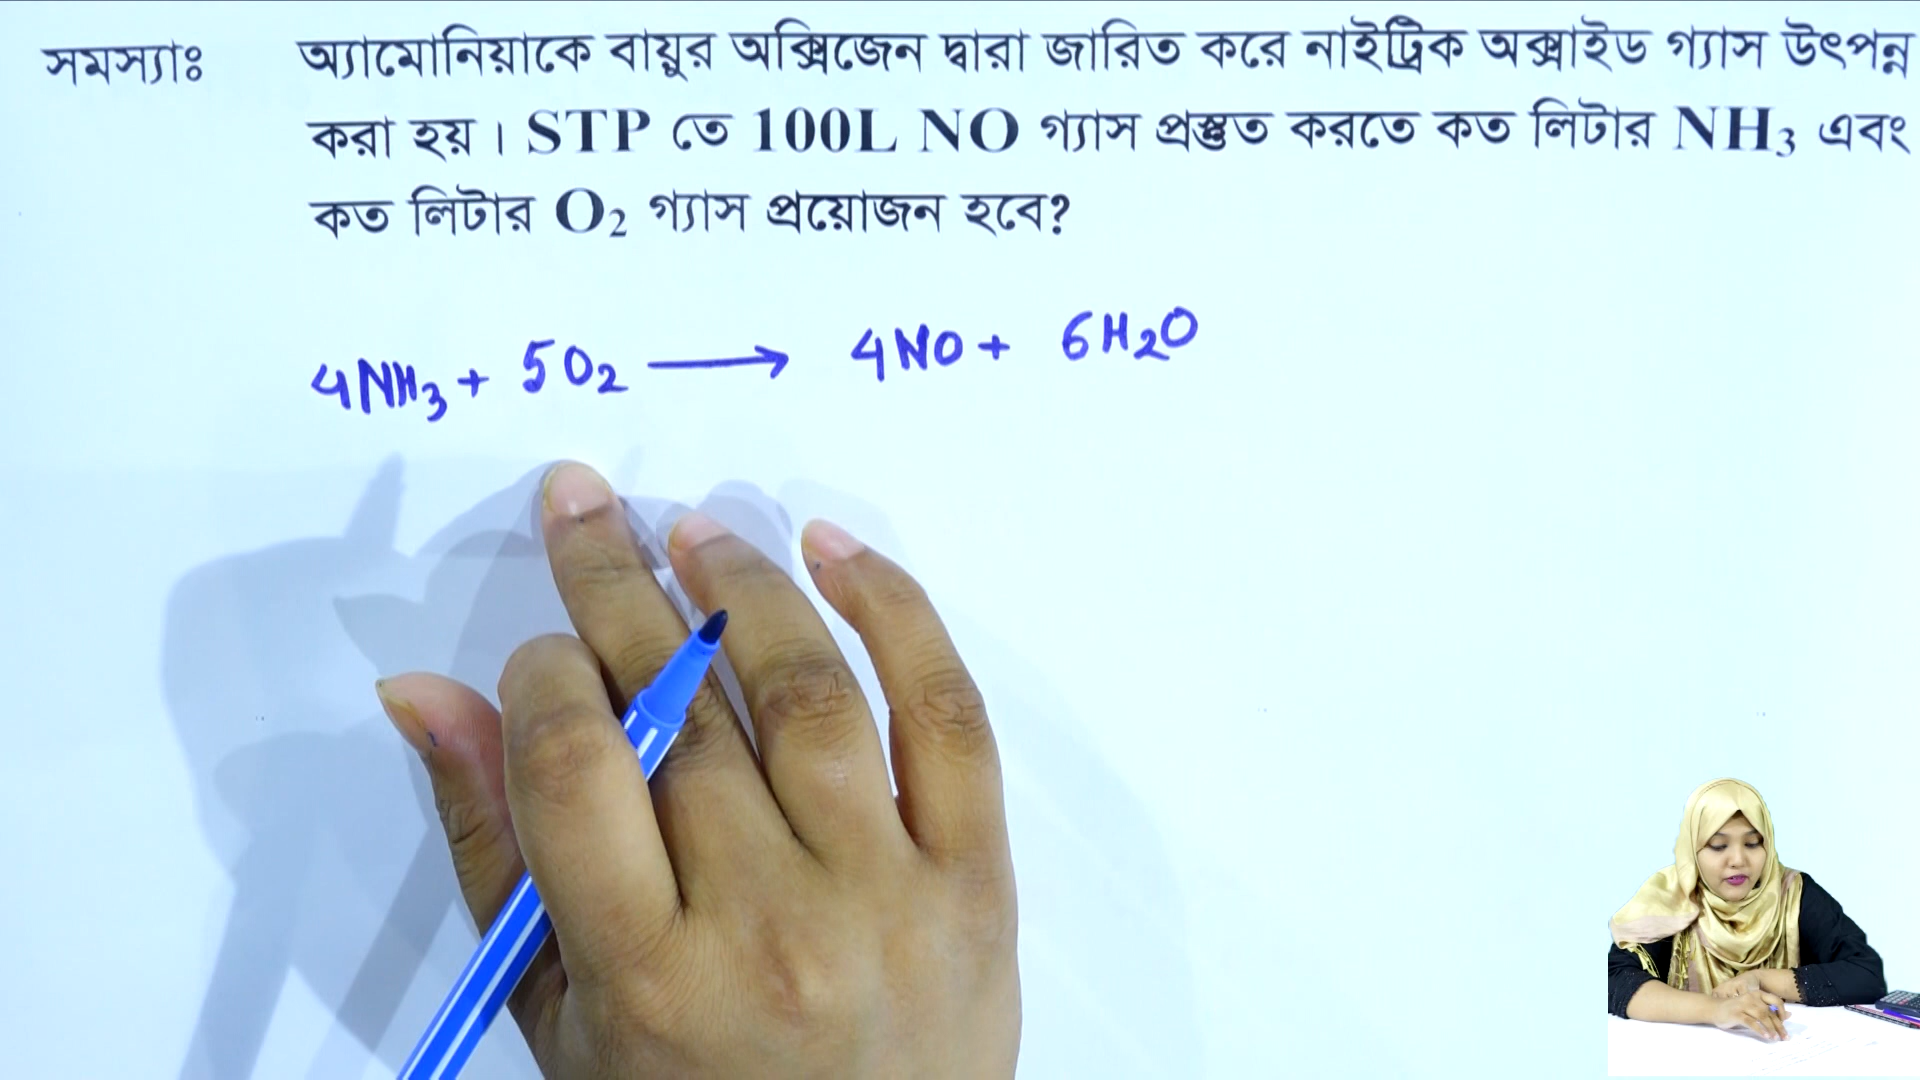 সমস্যাঃ অ্যামোনিয়াকে বায়ুর অক্সিজেন দ্বারা জারিত করে নাইট্রিক অক্সাইড গ্যাস উৎপন্ন
করা হয়। STP তে 100L NO গ্যাস প্রস্তুত করতে কত লিটার NH₃ এবং
কত লিটার O₂ গ্যাস প্রয়োজন হবে?
4NH₃ + 5O₂ ⟶ 4NO + 6H₂O